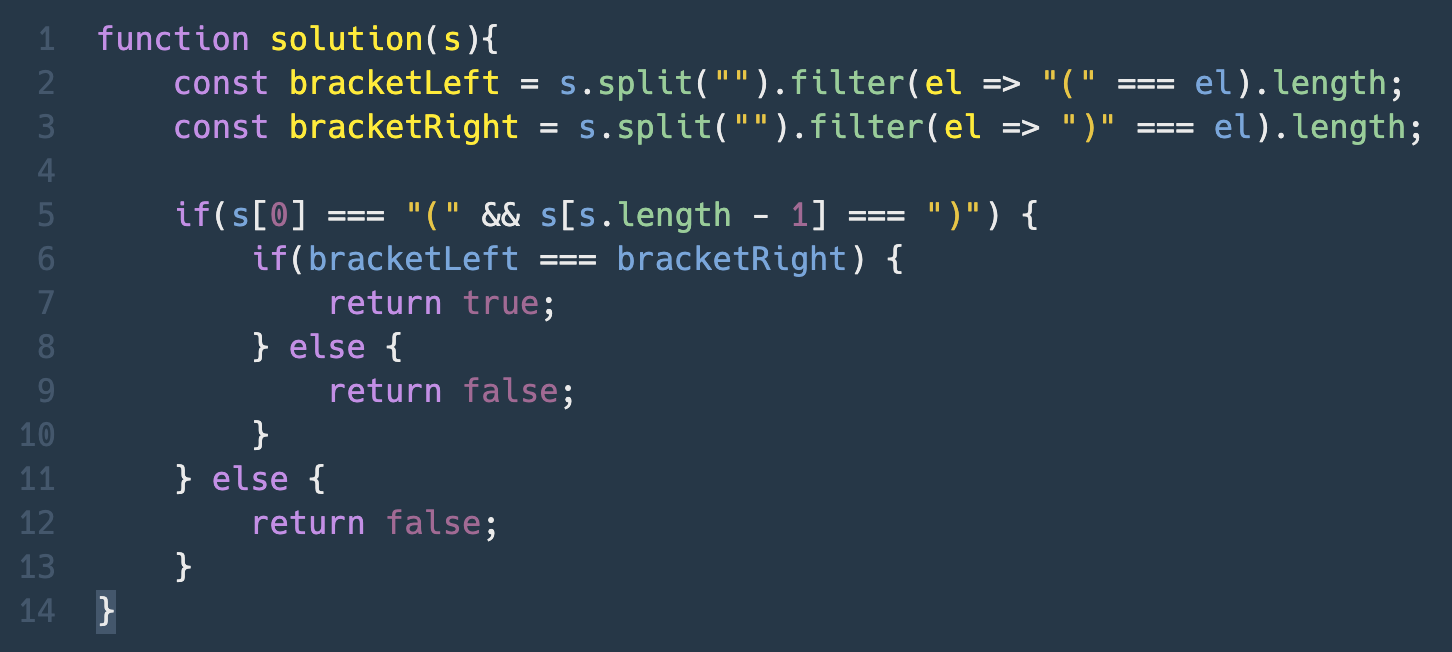 1 function solution(s){
2     const bracketLeft = s.split("").filter(el => "(" === el).length;
3     const bracketRight = s.split("").filter(el => ")" === el).length;
4
5     if(s[0] === "(" && s[s.length - 1] === ")") {
6         if(bracketLeft === bracketRight) {
7             return true;
8         } else {
9             return false;
10         }
11     } else {
12         return false;
13     }
14 }